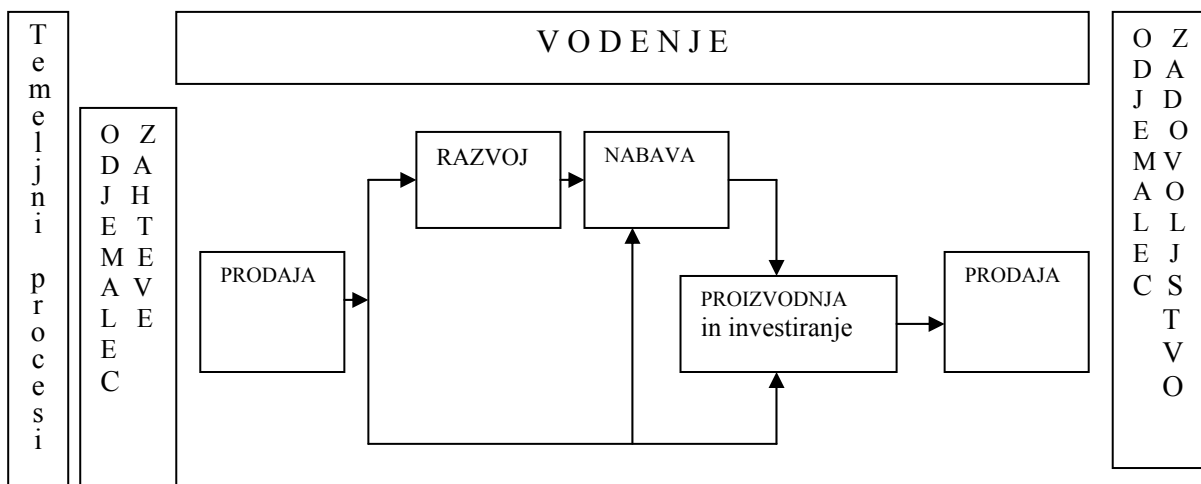 Temeljni procesi
ODJEMALEC
ZAHTEVE
VODENJE
PRODAJA
RAZVOJ
NABAVA
PROIZVODNJA
in investiranje
PRODAJA
ODJEMALEC
ZADOVOLJSTVO